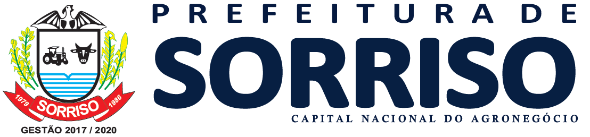 1979 SORRISO 1986
GESTÃO 2017 / 2020
PREFEITURA DE
SORRISO
CAPITAL NACIONAL DO AGRONEGÓCIO